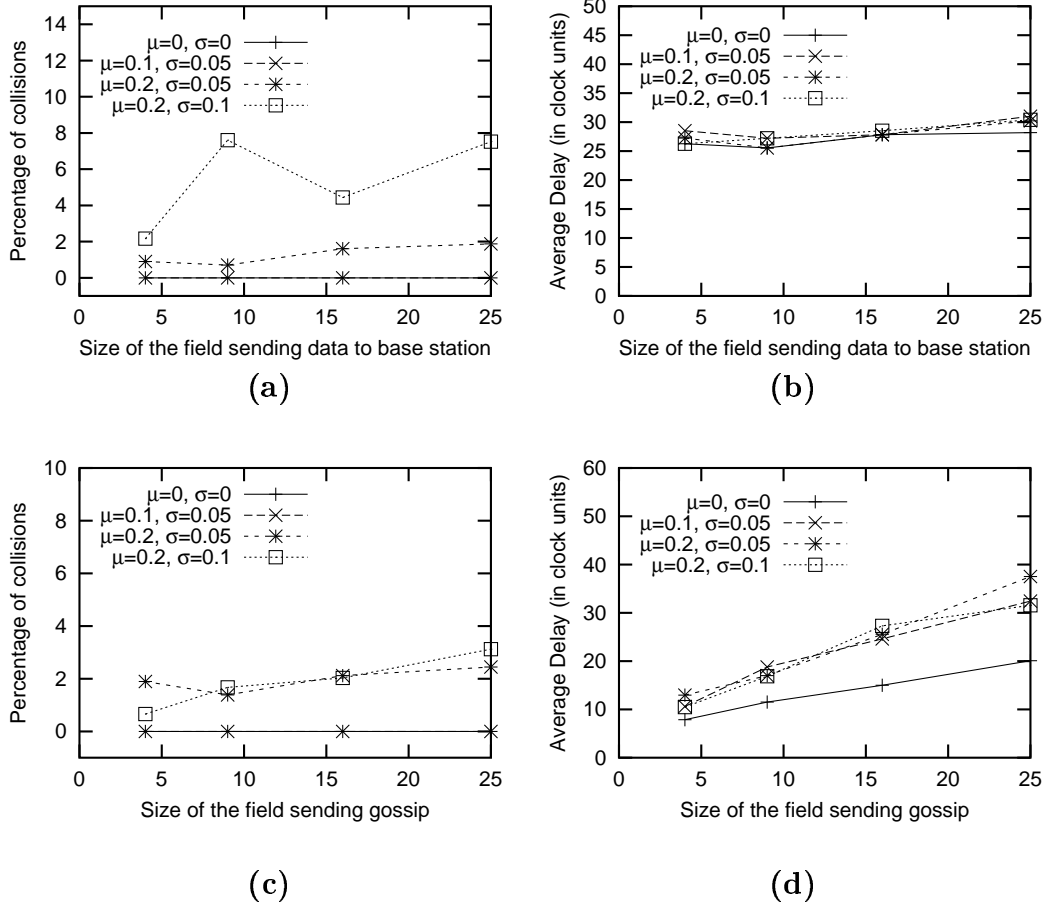 Percentage of collisions
14
12
10
8
6
4
2
0
μ=0, σ=0
μ=0.1, σ=0.05
μ=0.2, σ=0.05
μ=0.2, σ=0.1
0 5 10 15 20 25
Size of the field sending data to base station
(a)
Average Delay (in clock units)
50
45
40
35
30
25
20
15
10
5
0
μ=0, σ=0
μ=0.1, σ=0.05
μ=0.2, σ=0.05
μ=0.2, σ=0.1
0 5 10 15 20 25
Size of the field sending data to base station
(b)
Percentage of collisions
10
8
6
4
2
0
μ=0, σ=0
μ=0.1, σ=0.05
μ=0.2, σ=0.05
μ=0.2, σ=0.1
0 5 10 15 20 25
Size of the field sending gossip
(c)
Average Delay (in clock units)
60
50
40
30
20
10
0
μ=0, σ=0
μ=0.1, σ=0.05
μ=0.2, σ=0.05
μ=0.2, σ=0.1
0 5 10 15 20 25
Size of the field sending gossip
(d)